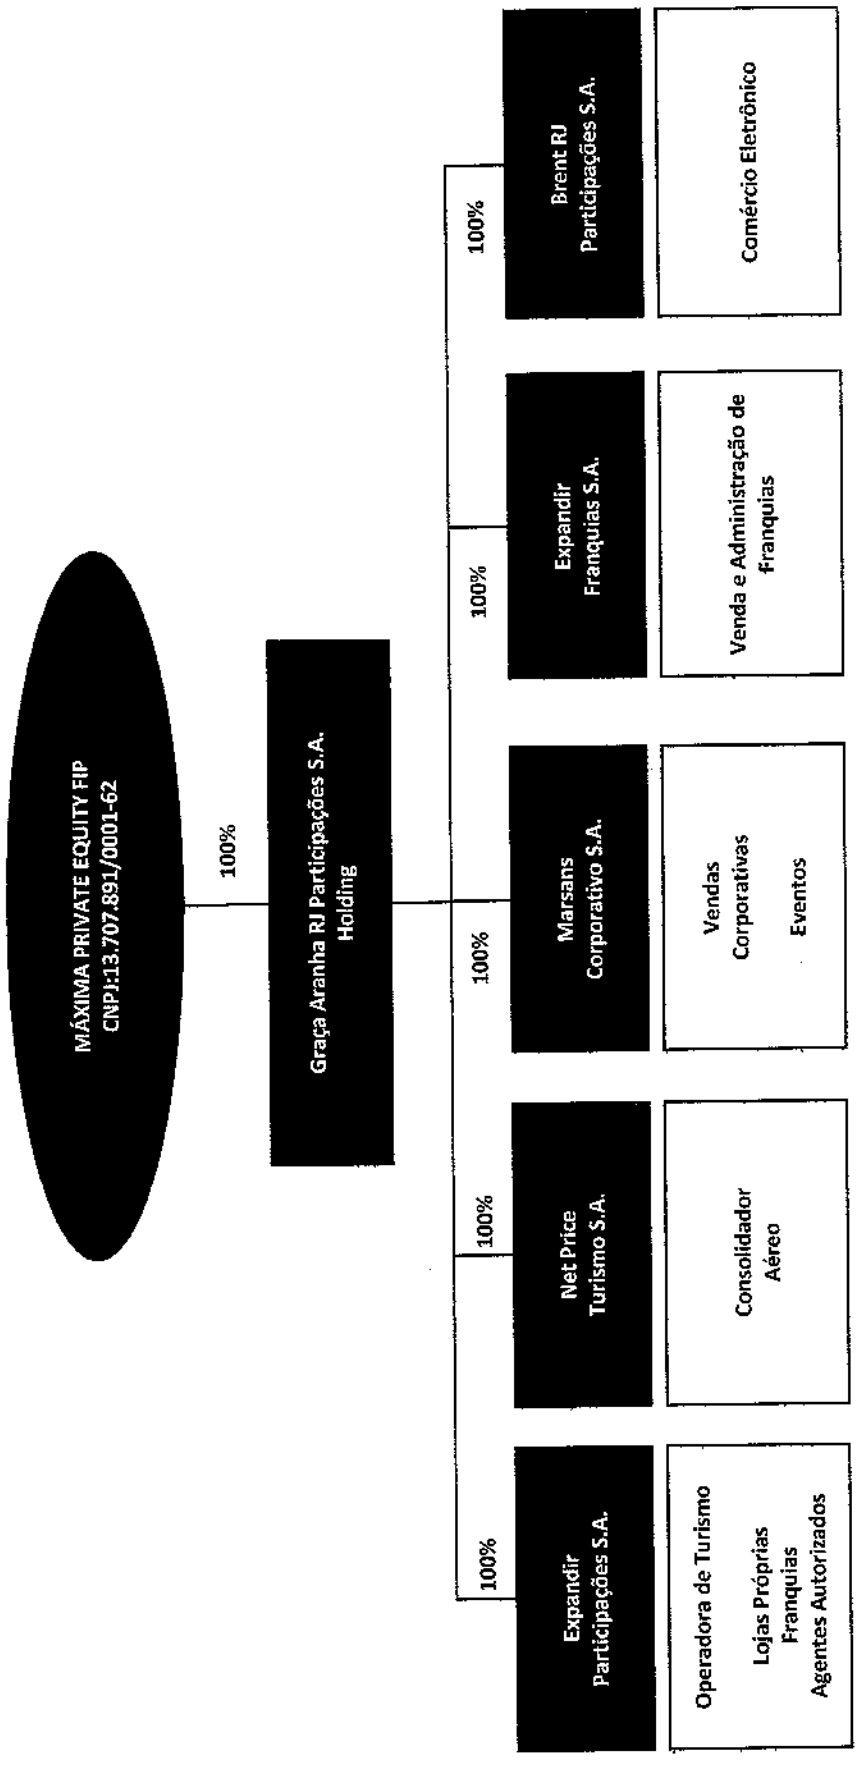 MÁXIMA PRIVATE EQUITY FIP
CNPJ:13.707.891/0001-62
100%
Graça Aranha RJ Participações S.A.
Holding
100%
100%
100%
100%
100%
Expandir
Participações S.A.
Net Price
Turismo S.A.
Marsans
Corporativo S.A.
Expandir
Franquias S.A.
Brent RJ
Participações S.A.
Operadora de Turismo
Lojas Próprias
Franquias
Agentes Autorizados
Consolidador
Aéreo
Vendas
Corporativas
Eventos
Venda e Administração de
franquias
Comércio Eletrônico